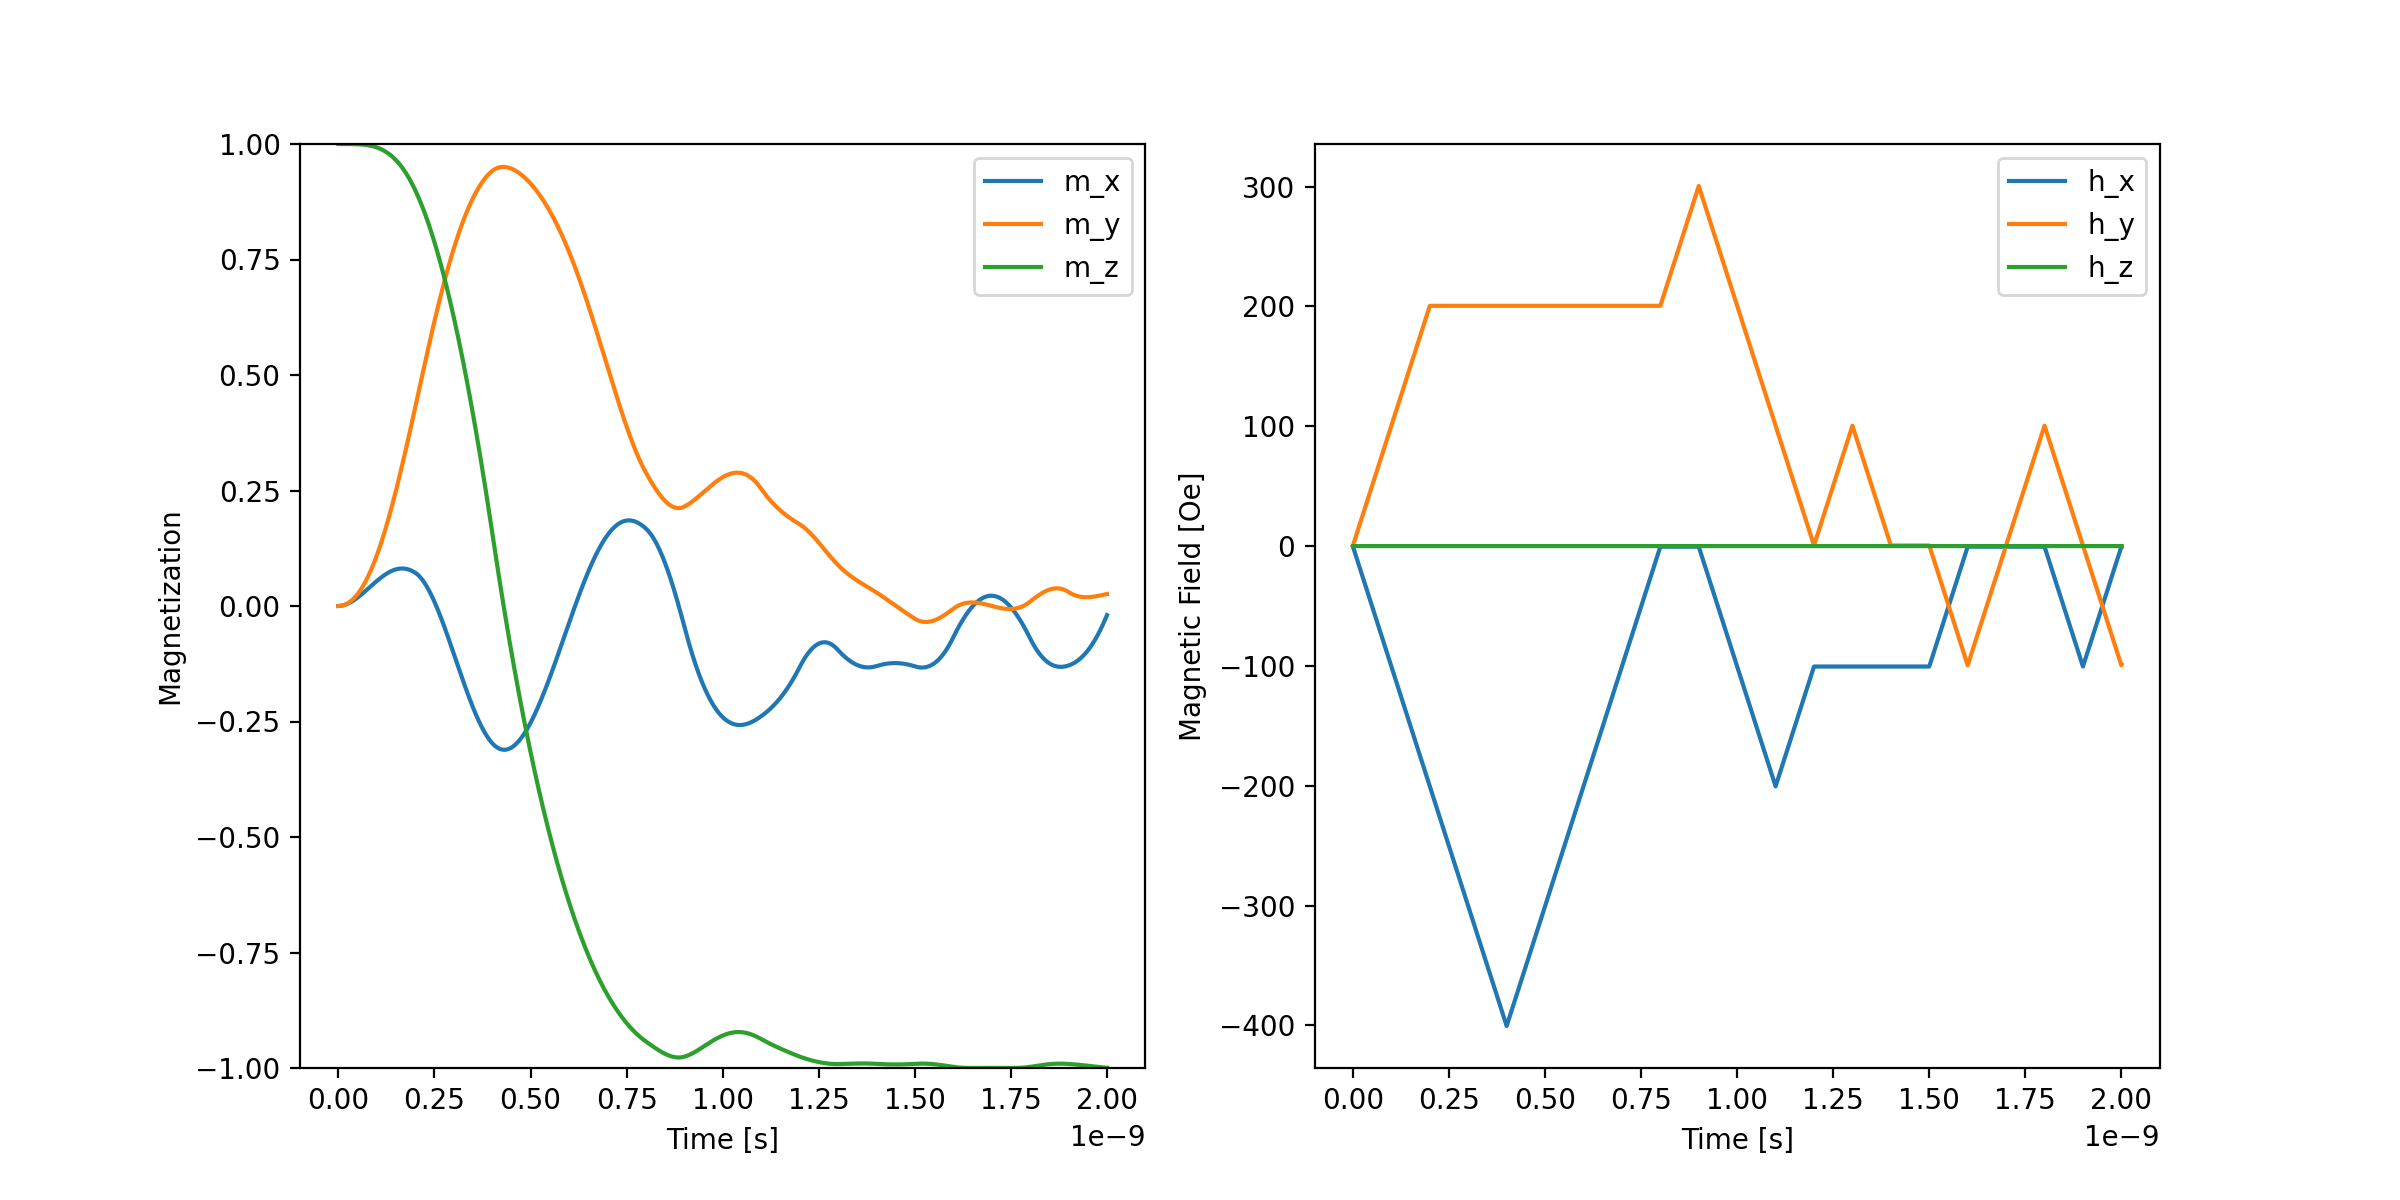 Magnetization
1.00
0.75
0.50
0.25
0.00
−0.25
−0.50
−0.75
−1.00
m_x
m_y
m_z
0.00 0.25 0.50 0.75 1.00 1.25 1.50 1.75 2.00
Time [s]
1e−9
Magnetic Field [Oe]
300
200
100
0
−100
−200
−300
−400
h_x
h_y
h_z
0.00 0.25 0.50 0.75 1.00 1.25 1.50 1.75 2.00
Time [s]
1e−9